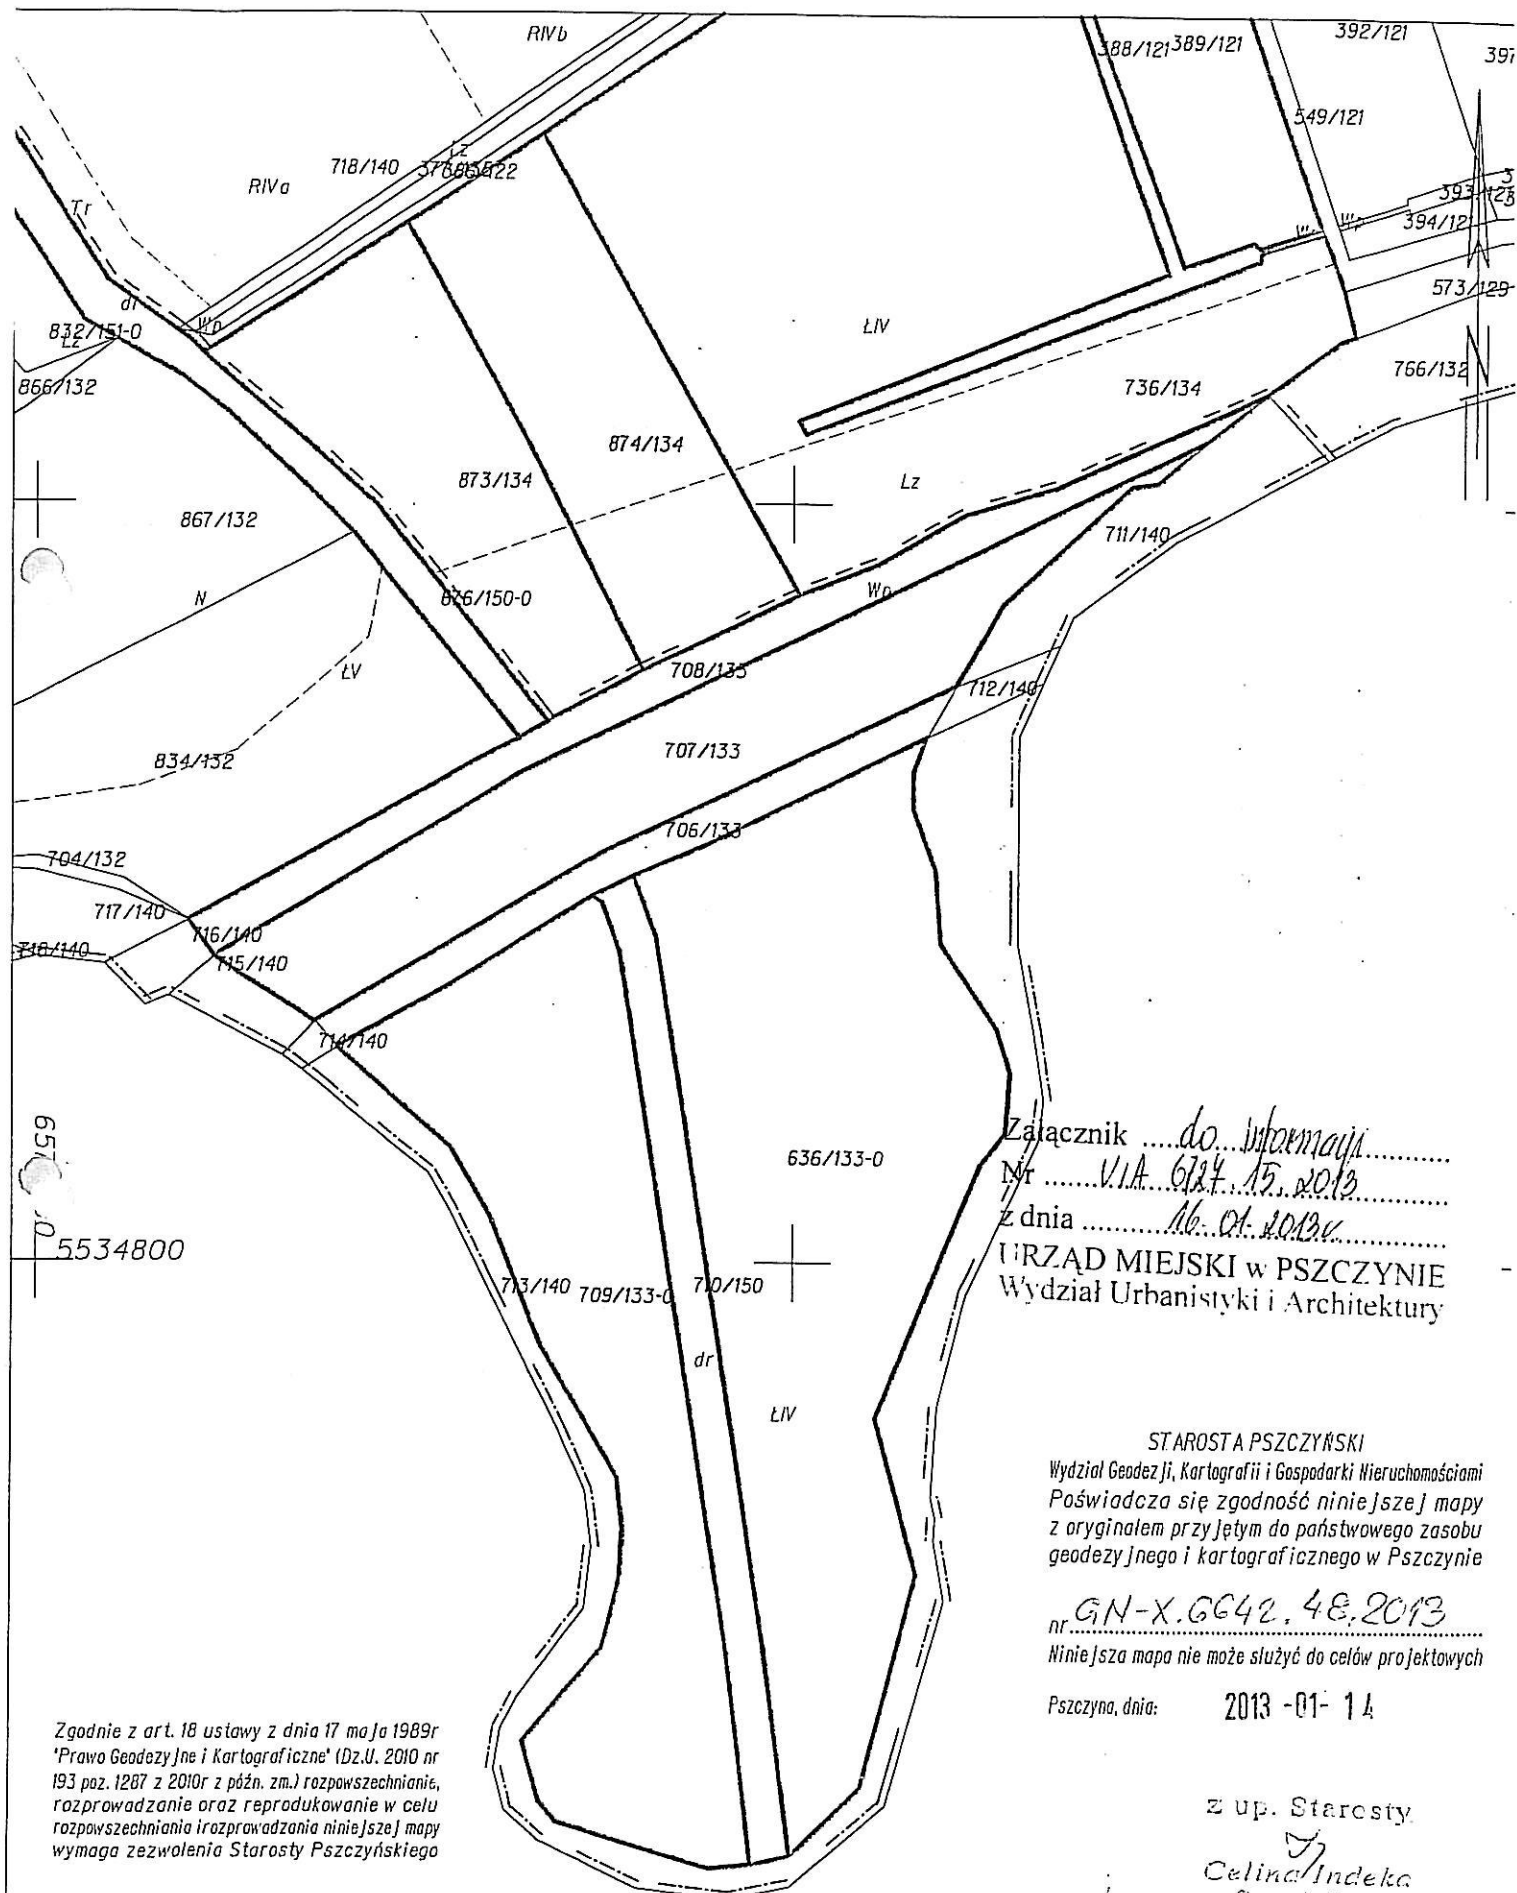 RIVb
388/121
389/121
392/121
549/121
718/140
RIVa
Tr
394/121
573/129
dr
Wp
832/151-0
Lz
ŁIV
866/132
736/134
766/132
874/134
873/134
Lz
867/132
711/140
N
676/150-0
Wp
ŁV
708/135
712/140
707/133
834/132
706/133
704/132
717/140
716/140
718/140
715/140
714/140
636/133-0
Załącznik ..... do informacji
Nr ....... 6727.15.2013
z dnia .......... 16.01.2013r
URZĄD MIEJSKI w PSZCZYNIE
Wydział Urbanistyki i Architektury
5534800
713/140
709/133-0
710/150
dr
ŁIV
STAROSTA PSZCZYŃSKI
Wydział Geodezji, Kartografii i Gospodarki Nieruchomościami
Poświadcza się zgodność niniejszej mapy
z oryginałem przyjętym do państwowego zasobu
geodezyjnego i kartograficznego w Pszczynie
nr GN-X.6642.48.2013
Niniejsza mapa nie może służyć do celów projektowych
Pszczyna, dnia: 2013 -01- 14
Zgodnie z art. 18 ustawy z dnia 17 maja 1989r
"Prawo Geodezyjne i Kartograficzne" (Dz.U. 2010 nr
193 poz. 1287 z 2010r z późn. zm.) rozpowszechnianie,
rozprowadzanie oraz reprodukowanie w celu
rozpowszechniania irozprowadzania niniejszej mapy
wymaga zezwolenia Starosty Pszczyńskiego
z up. Starosty
Celina Indeka